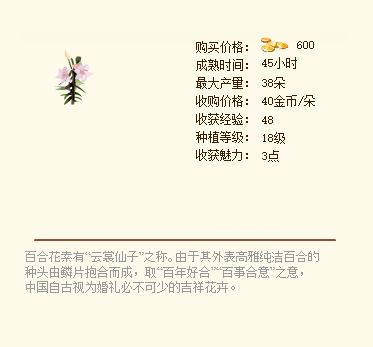 购买价格： 600
成熟时间： 45小时
最大产量： 38朵
收购价格： 40金币/朵
收获经验： 48
种植等级： 18级
收获魅力： 3点
百合花素有“云裳仙子”之称。由于其外表高雅纯洁百合的
种头由鳞片抱合而成，取“百年好合”“百事合意”之意，
中国自古视为婚礼必不可少的吉祥花卉。